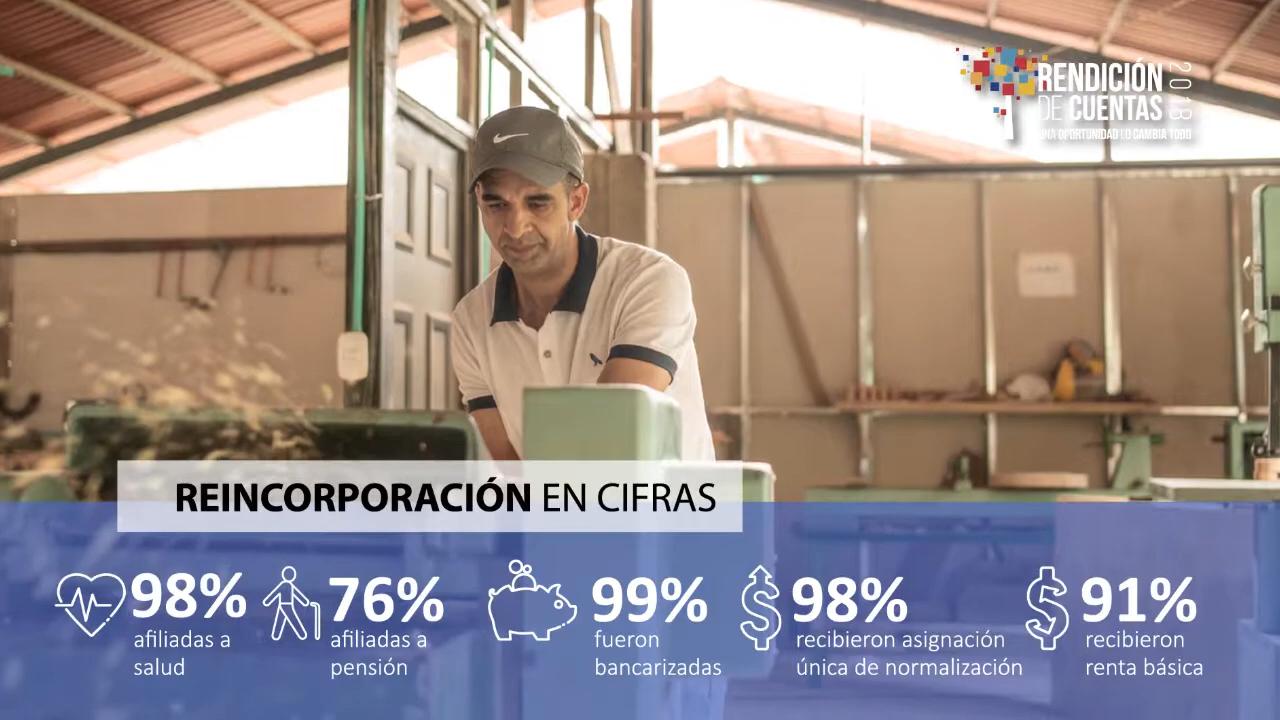 RENDICIÓN
DE CUENTAS
2018
UNA OPORTUNIDAD LO CAMBIA TODO
REINCORPORACIÓN EN CIFRAS
98%
afiliadas a
salud
76%
afiliadas a
pensión
99%
fueron
bancarizadas
98%
recibieron asignación
única de normalización
91%
recibieron
renta básica